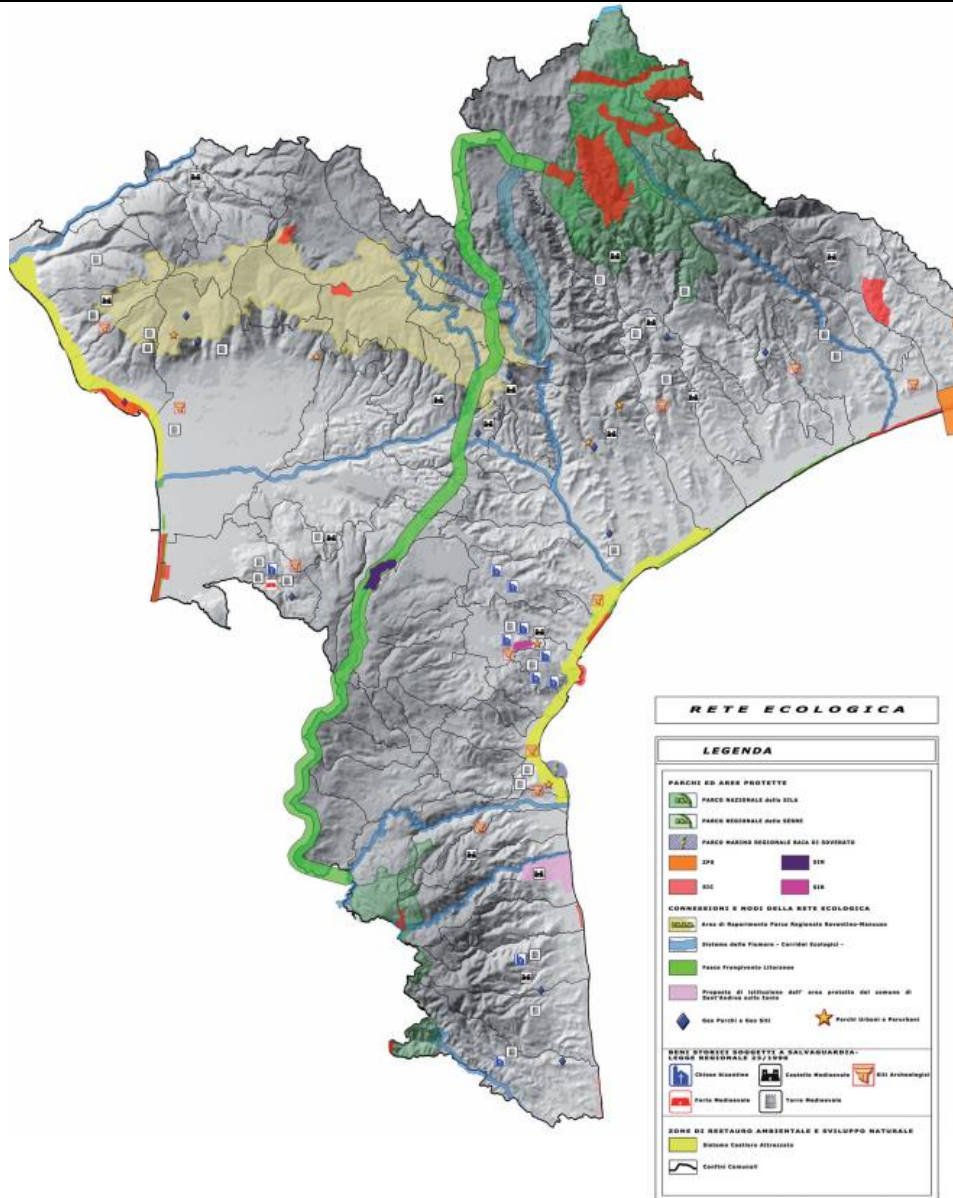 RETE ECOLOGICA
LEGENDA
PARCHI ED AREE PROTETTE
PARCO NAZIONALE della SILA
PARCO REGIONALE delle SERRE
PARCO MARINO REGIONALE BAIA DI SOVERATO
ZPS
SIN
SIC
SIR
CONNESSIONI E NODI DELLA RETE ECOLOGICA
Area di Reperimento Parco Regionale Reventino-Mancuso
Sistema delle Fiumare - Corridoi Ecologici -
Fasce Frangivento Litoranee
Proposta di istituzione dell' area protetta del comune di
Sant'Andrea sullo Ionio
Geo Parchi e Geo Siti
Parchi Urbani e Periurbani
BENI STORICI SOGGETTI A SALVAGUARDIA-
LEGGE REGIONALE 23/1990
Chiese bizantine
Castello Medioevale
Siti Archeologici
Porto Medioevale
Torre Medioevale
ZONE DI RESTAURO AMBIENTALE E SVILUPPO NATURALE
Sistema Costiero Attrezzato
Confini Comunali